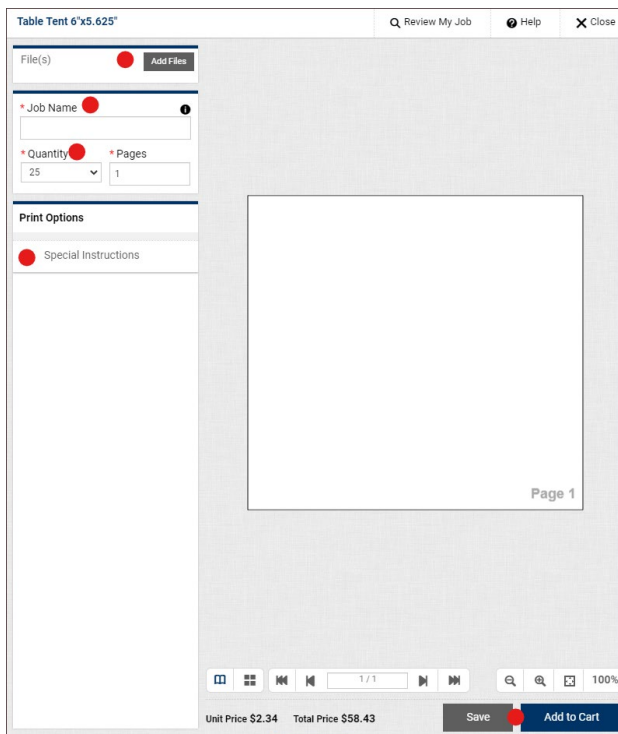 Table Tent 6"x5.625"
Review My Job
Help
Close
File(s)
Add Files
* Job Name
* Quantity * Pages
25 1
Print Options
Special Instructions
Page 1
1 / 1
100%
Unit Price $2.34 Total Price $58.43
Save
Add to Cart